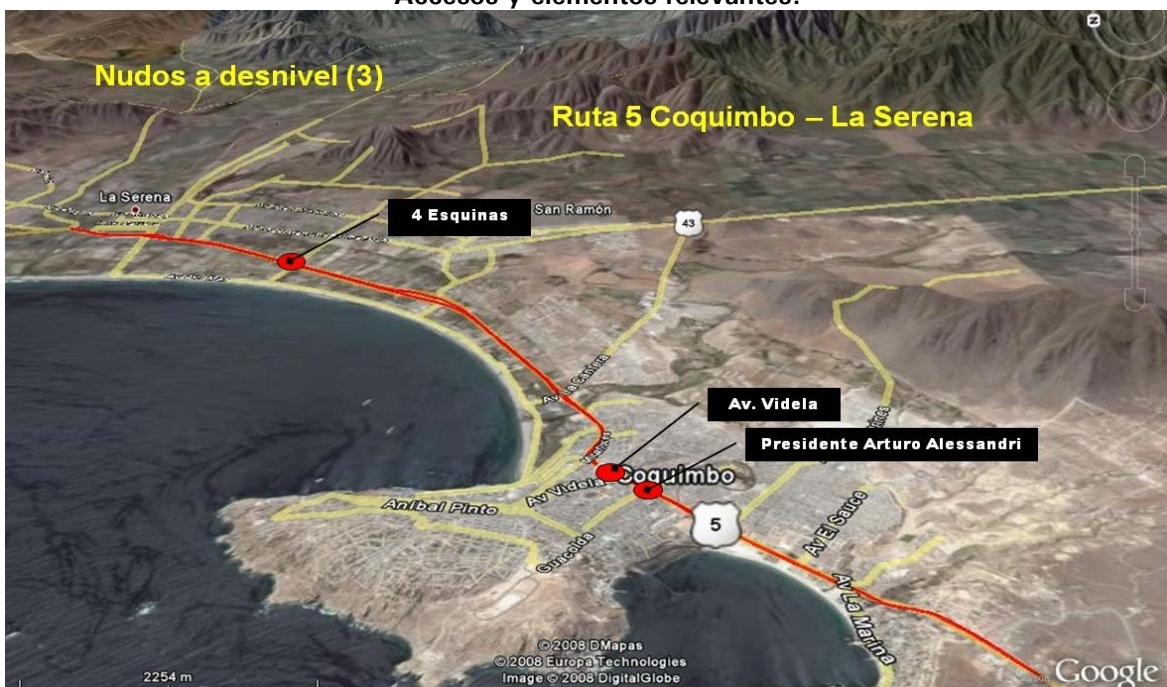 Accesos y elementos relevantes.
Nudos a desnivel (3)
Ruta 5 Coquimbo – La Serena
La Serena
4 Esquinas
San Ramón
43
Av La Cantera
Av. Videla
Presidente Arturo Alessandri
Coquimbo
Av Videla
Aníbal Pinto
5
Guacolda
Av El Sauce
Av La Marina
© 2008 DMapas
© 2008 Europa Technologies
Image © 2008 DigitalGlobe
2254 m
Google
N